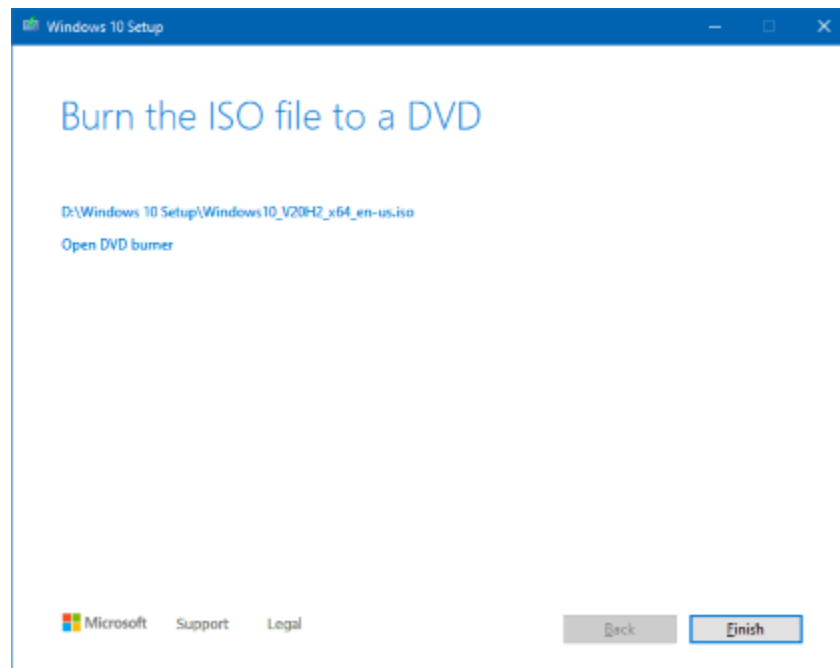 Windows 10 Setup
Burn the ISO file to a DVD
D:\Windows 10 Setup\Windows10_V20H2_x64_en-us.iso
Open DVD burner
Microsoft Support Legal Back Finish